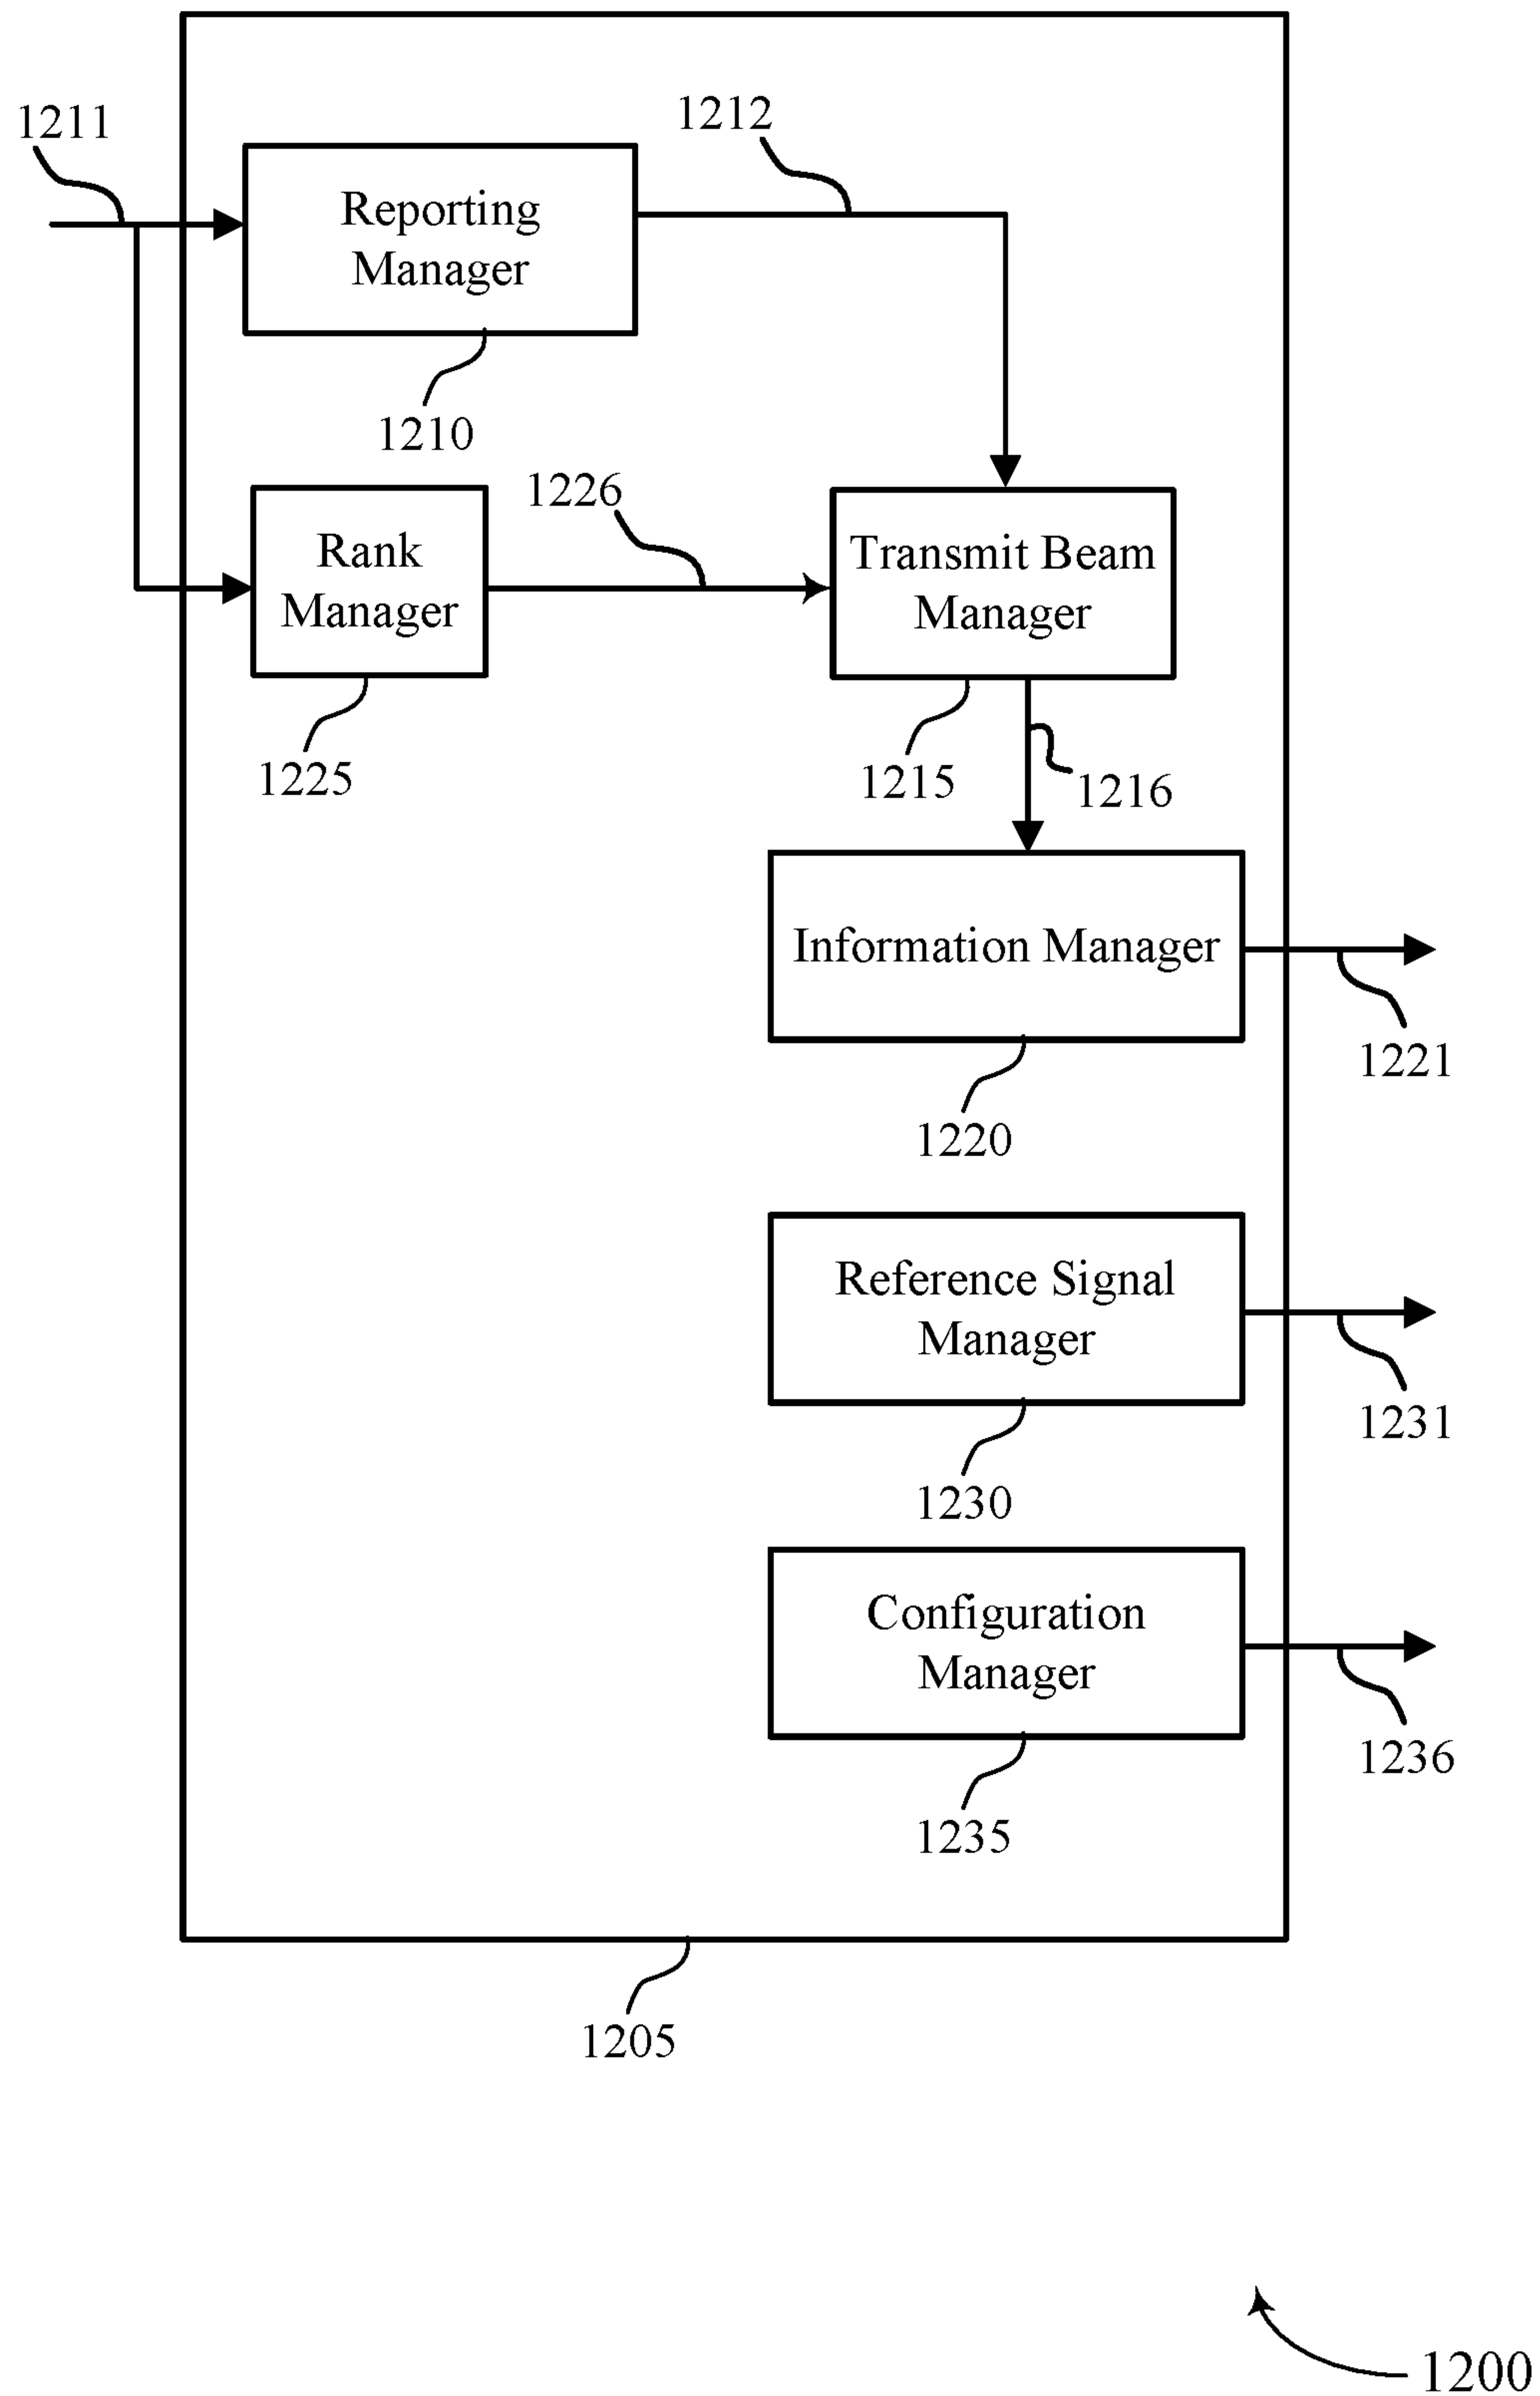 1211
1212
Reporting
Manager
1210
1226
Rank
Manager
Transmit Beam
Manager
1225
1215
1216
Information Manager
1221
1220
Reference Signal
Manager
1231
1230
Configuration
Manager
1236
1235
1205
1200